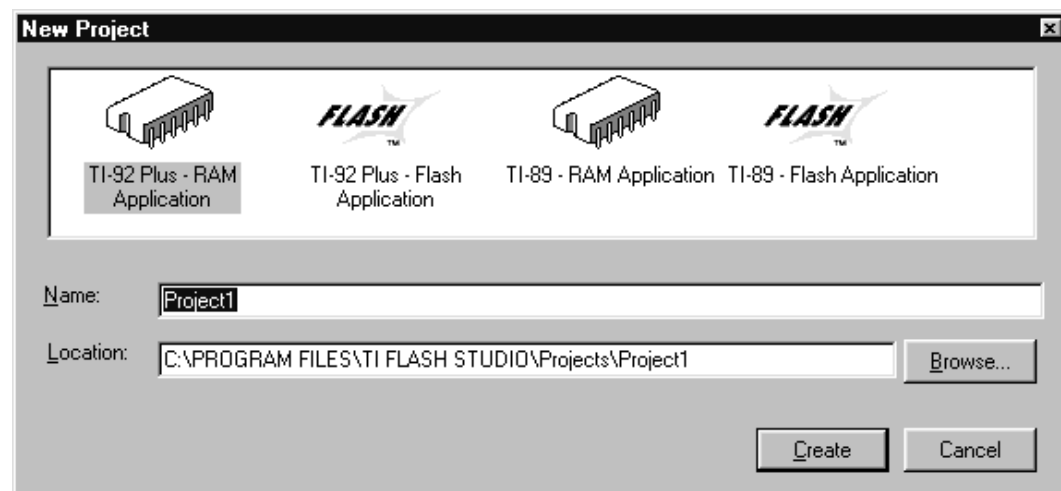 New Project
FLASH
TM
FLASH
TM
TI-92 Plus - RAM
Application
TI-92 Plus - Flash
Application
TI-89 - RAM Application
TI-89 - Flash Application
Name:
Project1
Location:
C:\PROGRAM FILES\TI FLASH STUDIO\Projects\Project1
Browse...
Create
Cancel